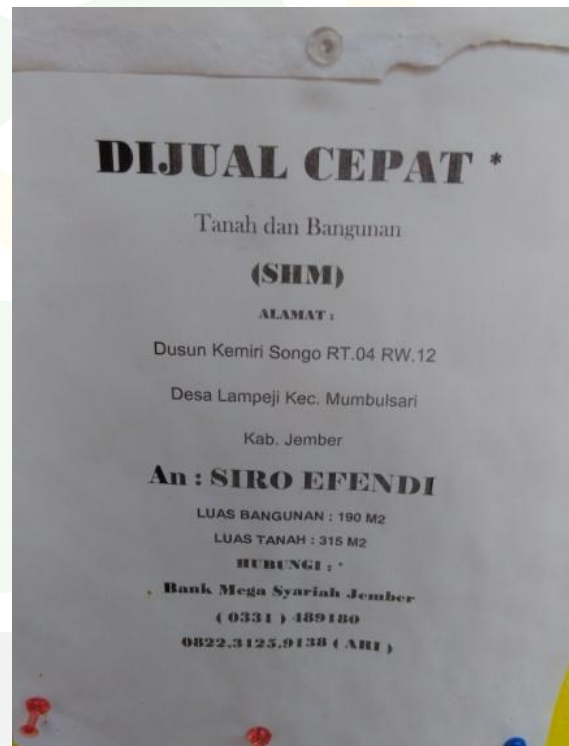 DIJUAL CEPAT *
Tanah dan Bangunan
(SHM)
ALAMAT :
Dusun Kemiri Songo RT.04 RW.12
Desa Lampeji Kec. Mumbulsari
Kab. Jember
An : SIRO EFENDI
LUAS BANGUNAN : 190 M2
LUAS TANAH : 315 M2
HUBUNGI : *
Bank Mega Syariah Jember
( 0331 ) 489180
0822.3125.9138 ( ARI )